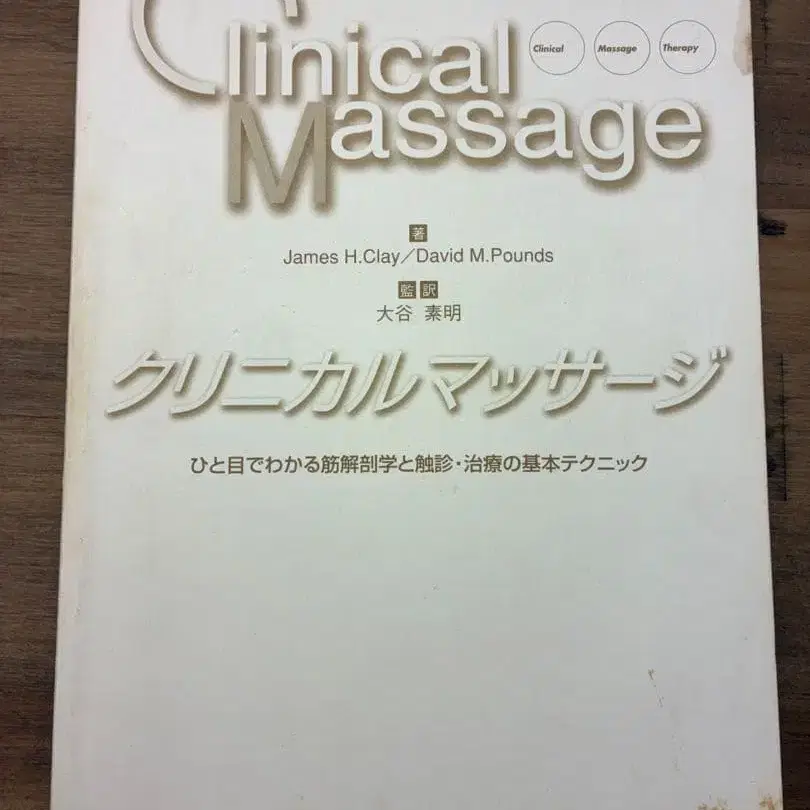 Clinical
Massage
Clinical Massage Therapy
著
James H.Clay／David M.Pounds
監訳
大谷 素明
クリニカルマッサージ
ひと目でわかる筋解剖学と触診・治療の基本テクニック